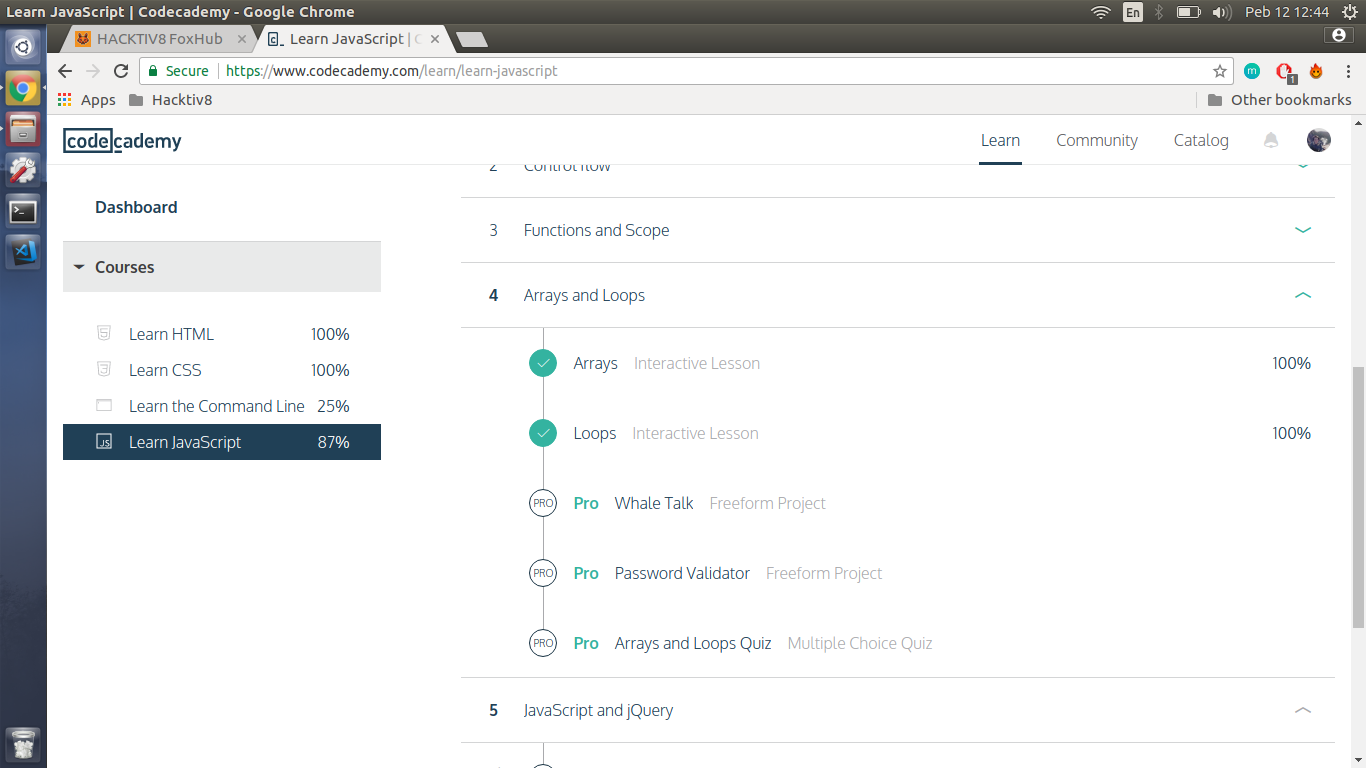 Learn JavaScript | Codecademy - Google Chrome
En
Peb 12 12:44
HACKTIV8 FoxHub
Learn JavaScript | C
Secure
https://www.codecademy.com/learn/learn-javascript
m
1
Apps
Hacktiv8
Other bookmarks
codecademy
Learn
Community
Catalog
Dashboard
Courses
Learn HTML 100%
Learn CSS 100%
Learn the Command Line 25%
JS Learn JavaScript 87%
2 Control flow
3 Functions and Scope
4 Arrays and Loops
Arrays Interactive Lesson 100%
Loops Interactive Lesson 100%
PRO Pro Whale Talk Freeform Project
PRO Pro Password Validator Freeform Project
PRO Pro Arrays and Loops Quiz Multiple Choice Quiz
5 JavaScript and jQuery